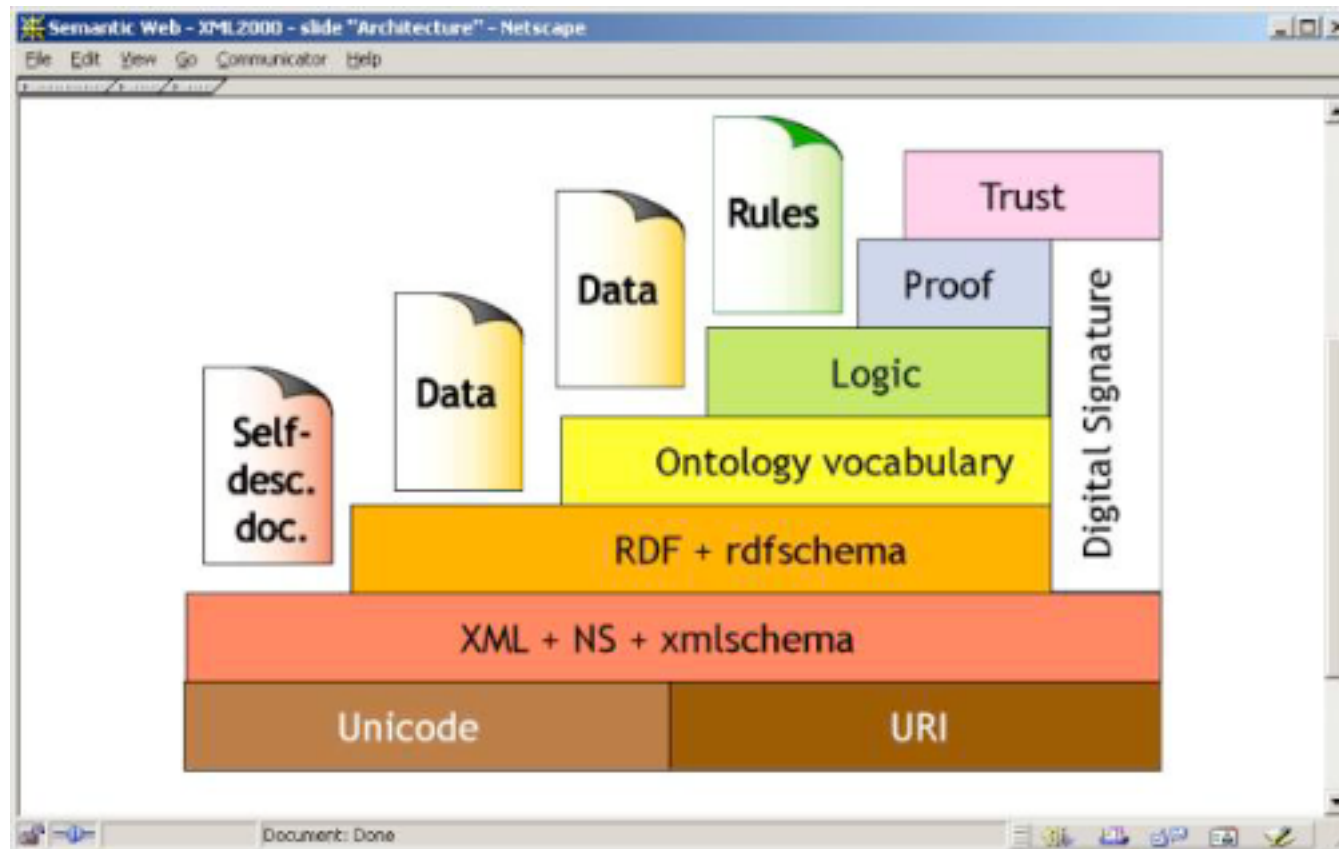 Semantic Web - XML2000 - slide "Architecture" - Netscape
File Edit View Go Communicator Help
Rules
Trust
Data
Proof
Data
Logic
Self-
desc.
doc.
Ontology vocabulary
Digital Signature
RDF + rdfschema
XML + NS + xmlschema
Unicode
URI
Document: Done